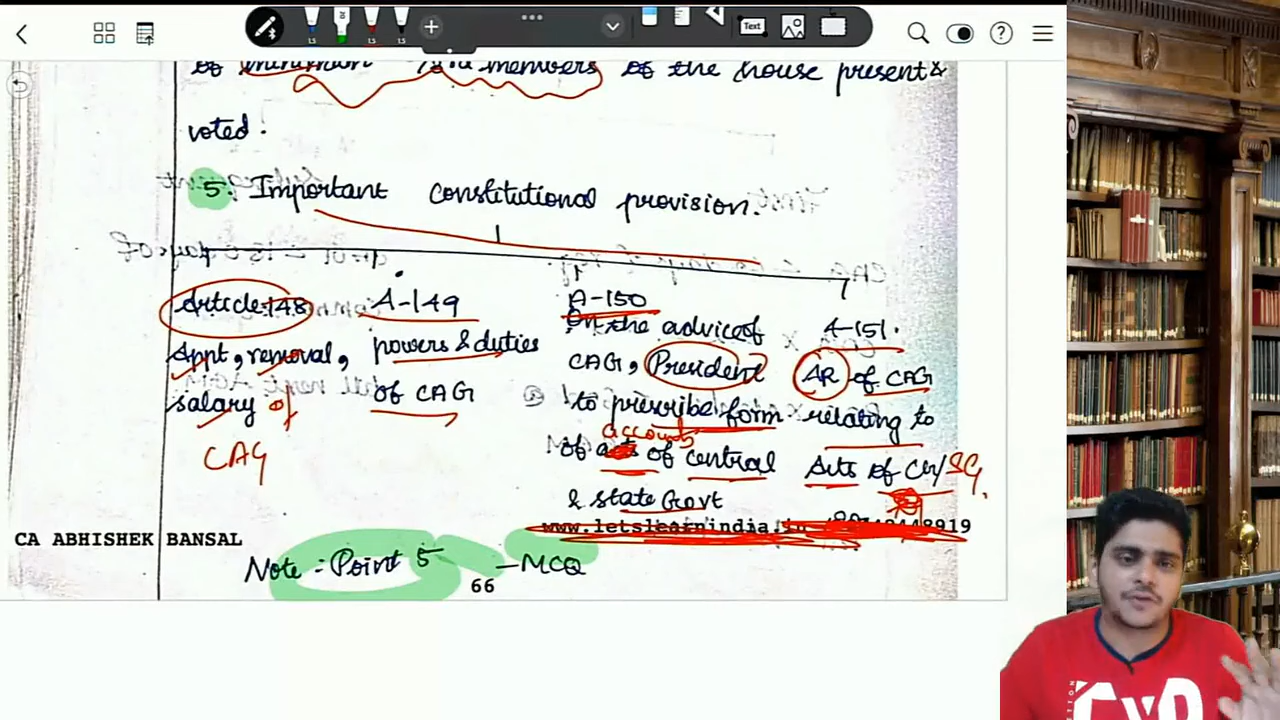 Text
of minimum 2/3rd members of the house present &
voted.
5. Important constitutional provision.
Article:148
Appt, removal,
salary of
CAG
A-149
powers & duties
of CAG
A-150
On the advice of
CAG, President
to prescribe form
accounts
of of central
& state Govt
A-151.
AR of CAG
relating to
Acts of CG/SG.
www.letslearnindia.in
CA ABHISHEK BANSAL
Note : Point 5 - MCQ
66